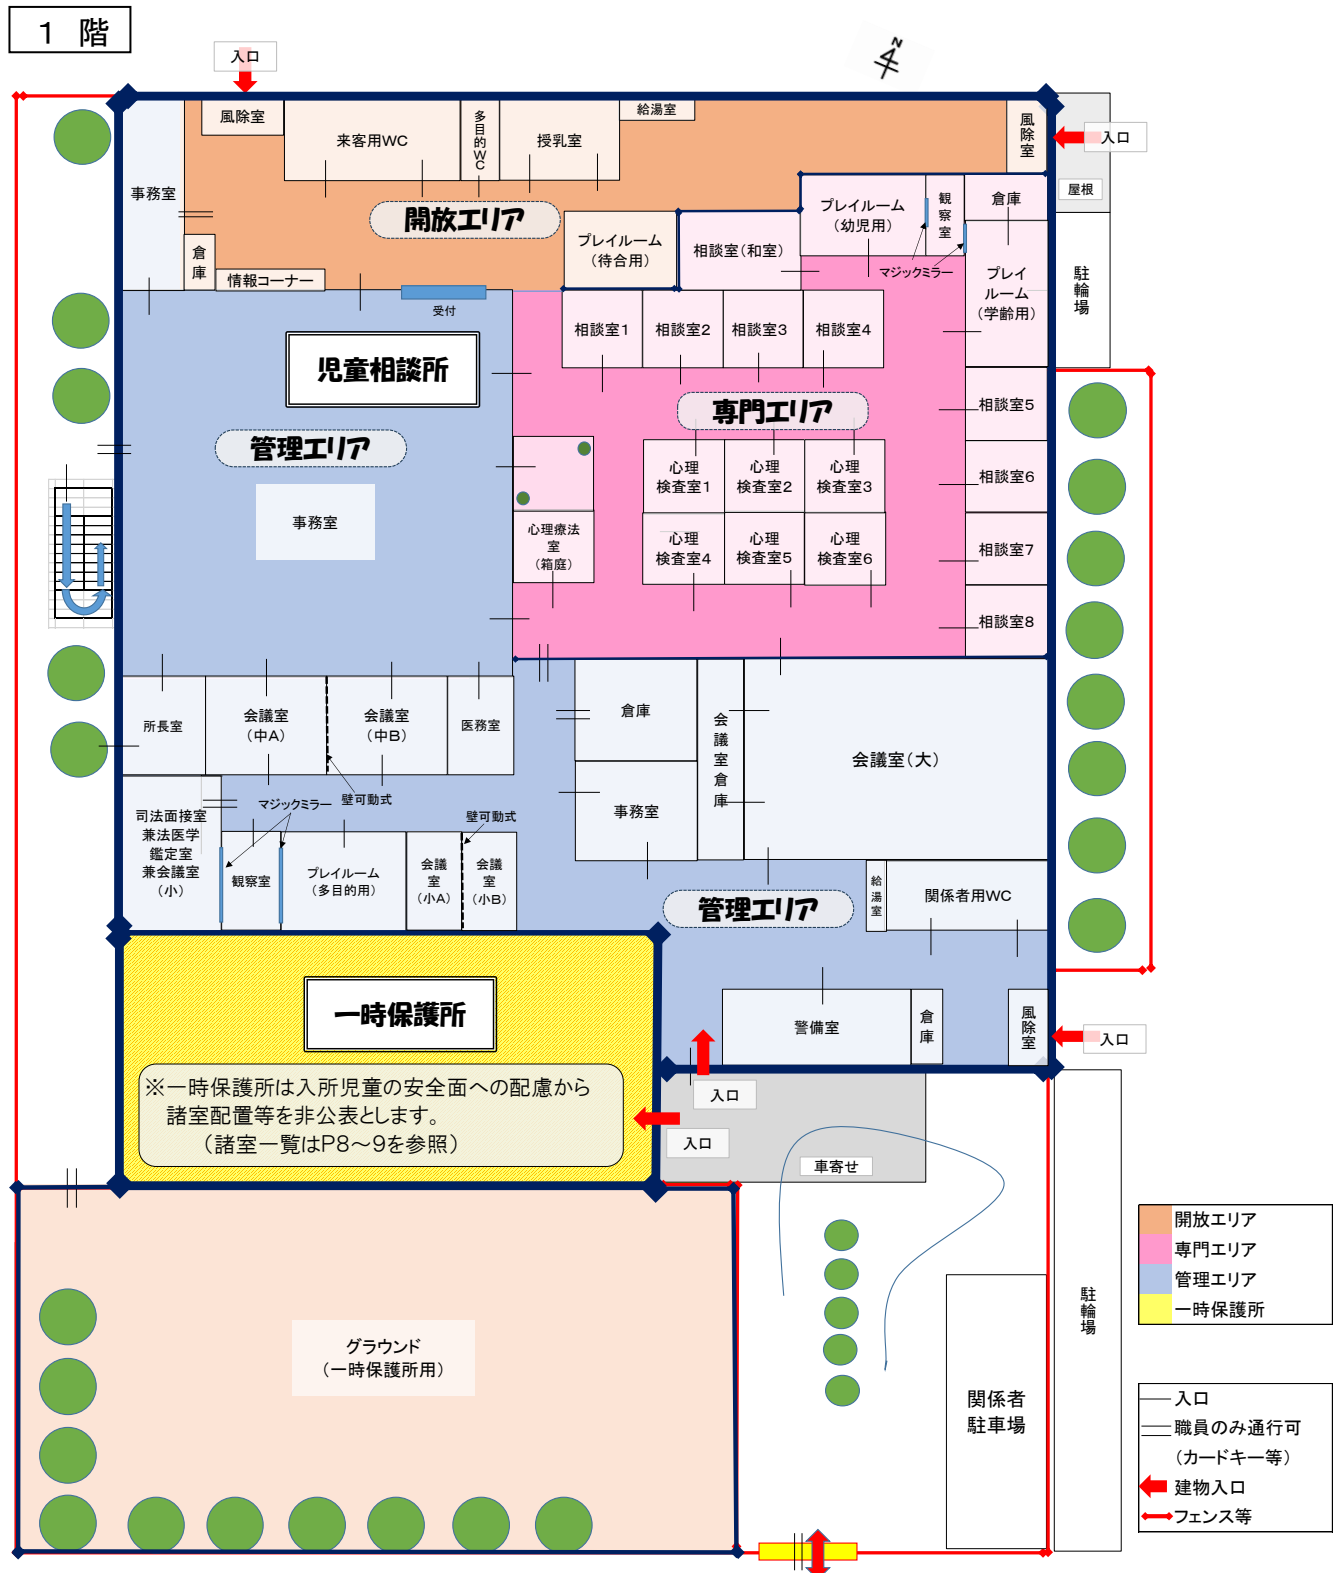 1 階
入口
N
風除室
来客用WC
多目的WC
授乳室
給湯室
風除室
入口
事務室
開放エリア
倉庫
情報コーナー
受付
プレイルーム
（待合用）
相談室（和室）
プレイルーム
（幼児用）
観察室
倉庫
屋根
マジックミラー
プレイ
ルーム
（学齢用）
駐輪場
児童相談所
相談室1
相談室2
相談室3
相談室4
専門エリア
相談室5
管理エリア
事務室
心理
検査室1
心理
検査室2
心理
検査室3
相談室6
心理療法
室
（箱庭）
心理
検査室4
心理
検査室5
心理
検査室6
相談室7
相談室8
所長室
会議室
（中A）
会議室
（中B）
医務室
倉庫
会議室倉庫
会議室（大）
壁可動式
マジックミラー
事務室
壁可動式
司法面接室
兼法医学
鑑定室
兼会議室
（小）
観察室
プレイルーム
（多目的用）
会議
室
（小A）
会議
室
（小B）
管理エリア
給湯室
関係者用WC
一時保護所
警備室
倉庫
風除室
入口
※一時保護所は入所児童の安全面への配慮から
諸室配置等を非公表とします。
（諸室一覧はP8～9を参照）
入口
入口
車寄せ
グラウンド
（一時保護所用）
関係者
駐車場
駐輪場
開放エリア
専門エリア
管理エリア
一時保護所
入口
職員のみ通行可
（カードキー等）
建物入口
フェンス等